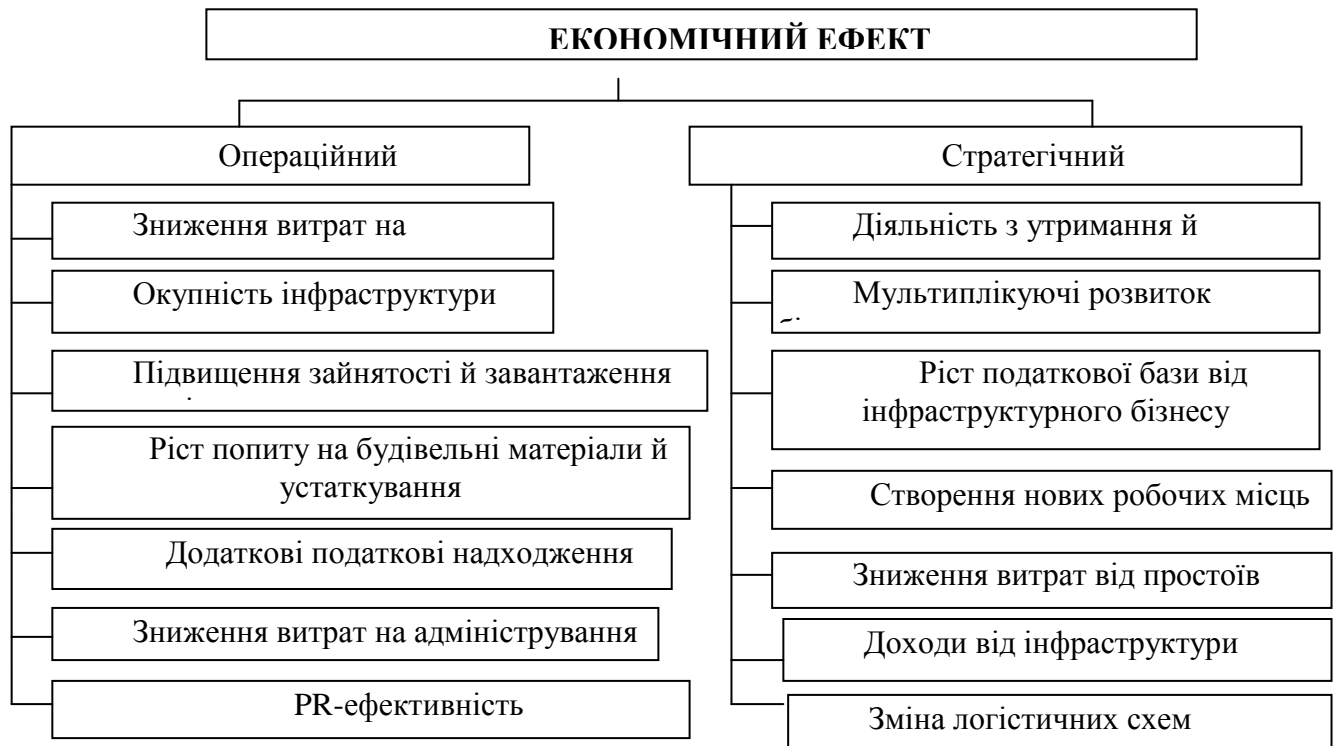 ЕКОНОМІЧНИЙ ЕФЕКТ
Операційний
Зниження витрат на
Окупність інфраструктури
Підвищення зайнятості й завантаження
Ріст попиту на будівельні матеріали й
устаткування
Додаткові податкові надходження
Зниження витрат на адміністрування
PR-ефективність
Стратегічний
Діяльність з утримання й
Мультиплікуючі розвиток
Ріст податкової бази від
інфраструктурного бізнесу
Створення нових робочих місць
Зниження витрат від простоїв
Доходи від інфраструктури
Зміна логістичних схем